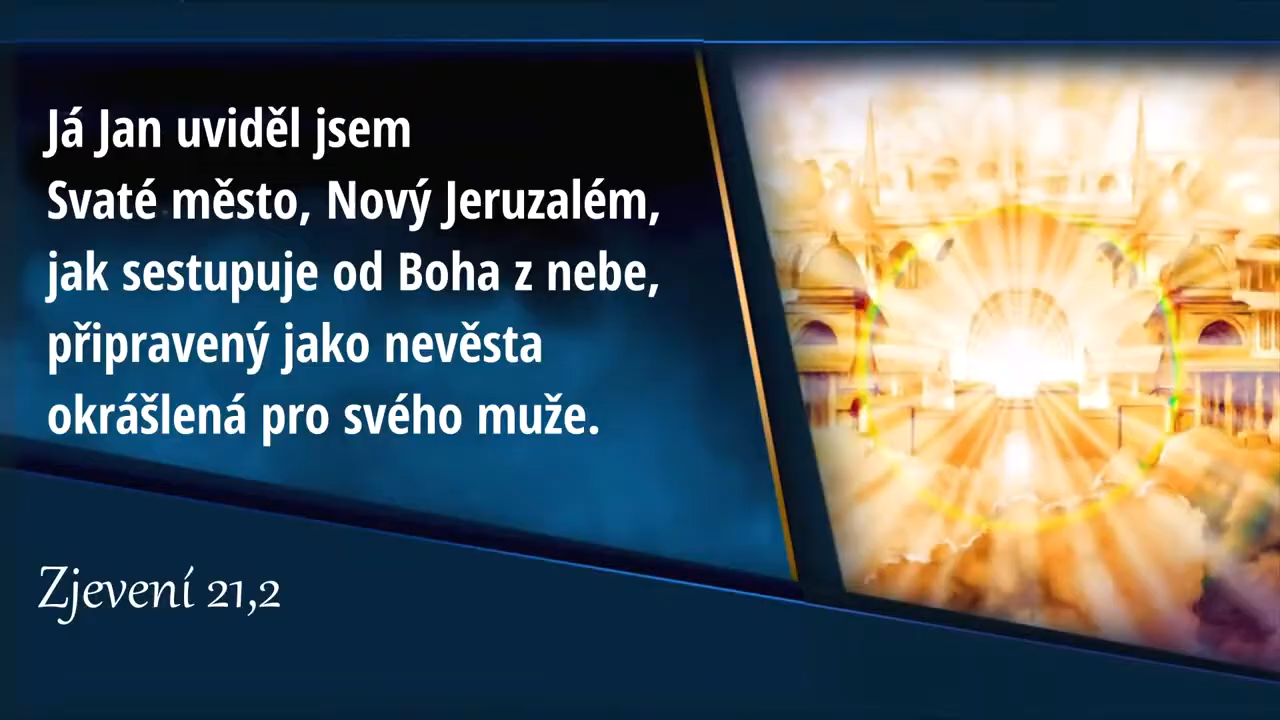 Já Jan uviděl jsem
Svaté město, Nový Jeruzalém,
jak sestupuje od Boha z nebe,
připravený jako nevěsta
okrášlená pro svého muže.
Zjevení 21,2